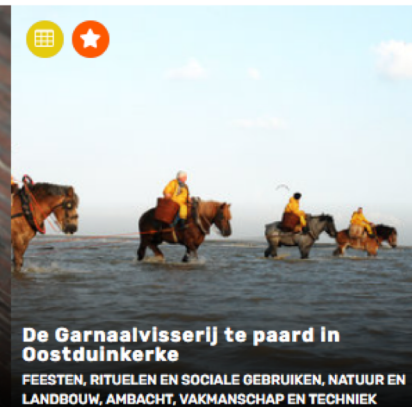 De Garnaalvisserij te paard in
Oostduinkerke
FEESTEN, RITUELEN EN SOCIALE GEBRUIKEN, NATUUR EN
LANDBOUW, AMBACHT, VAKMANSCHAP EN TECHNIEK